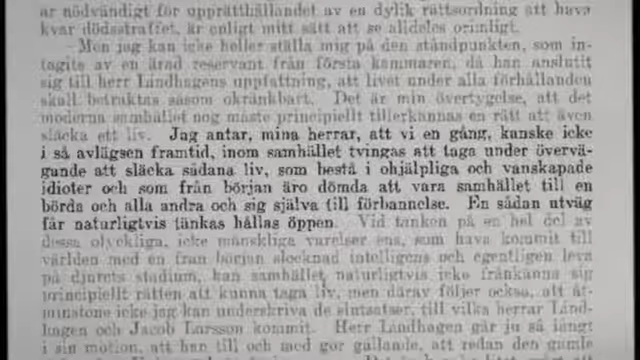 är nödvändigt för upprätthållandet av en dylik rättsordning att hava
kvar dödsstraffet, är enligt mitt sätt att se alldeles orimligt.
Men jag kan icke heller ställa mig på den ståndpunkten, som in-
tagits av en ärad reservant från första kammaren, då han anslutit
sig till herr Lindhagens uppfattning, att livet under alla förhållanden
skall betraktas såsom okränkbart. Det är min övertygelse, att det
moderna samhället nog måste principiellt tillerkännas en rätt att även
släcka ett liv. Jag antar, mina herrar, att vi en gång, kanske icke
i så avlägsen framtid, inom samhället tvingas att taga under övervä-
gande att släcka sådana liv, som bestå i ohjälpliga och vanskapade
idioter och som från början äro dömda att vara samhället till en
börda och alla andra och sig själva till förbannelse. En sådan utväg
får naturligtvis tänkas hållas öppen. Vid tanken på en hel del av
dessa olyckliga, icke mänskliga varelser ens, som hava kommit till
världen med en från början slocknad intelligens och egentligen leva
på djurets stadium, kan samhället naturligtvis icke frånkänna sig
principiellt rätten att kunna taga liv, men därav följer också, att åt-
minstone icke jag kan underskriva de slutsatser, till vilka herrar Lind-
hagen och Jacob Larsson kommit. Herr Lindhagen går ju så långt
i sin motion, att han till och med gör gällande, att redan den gamle